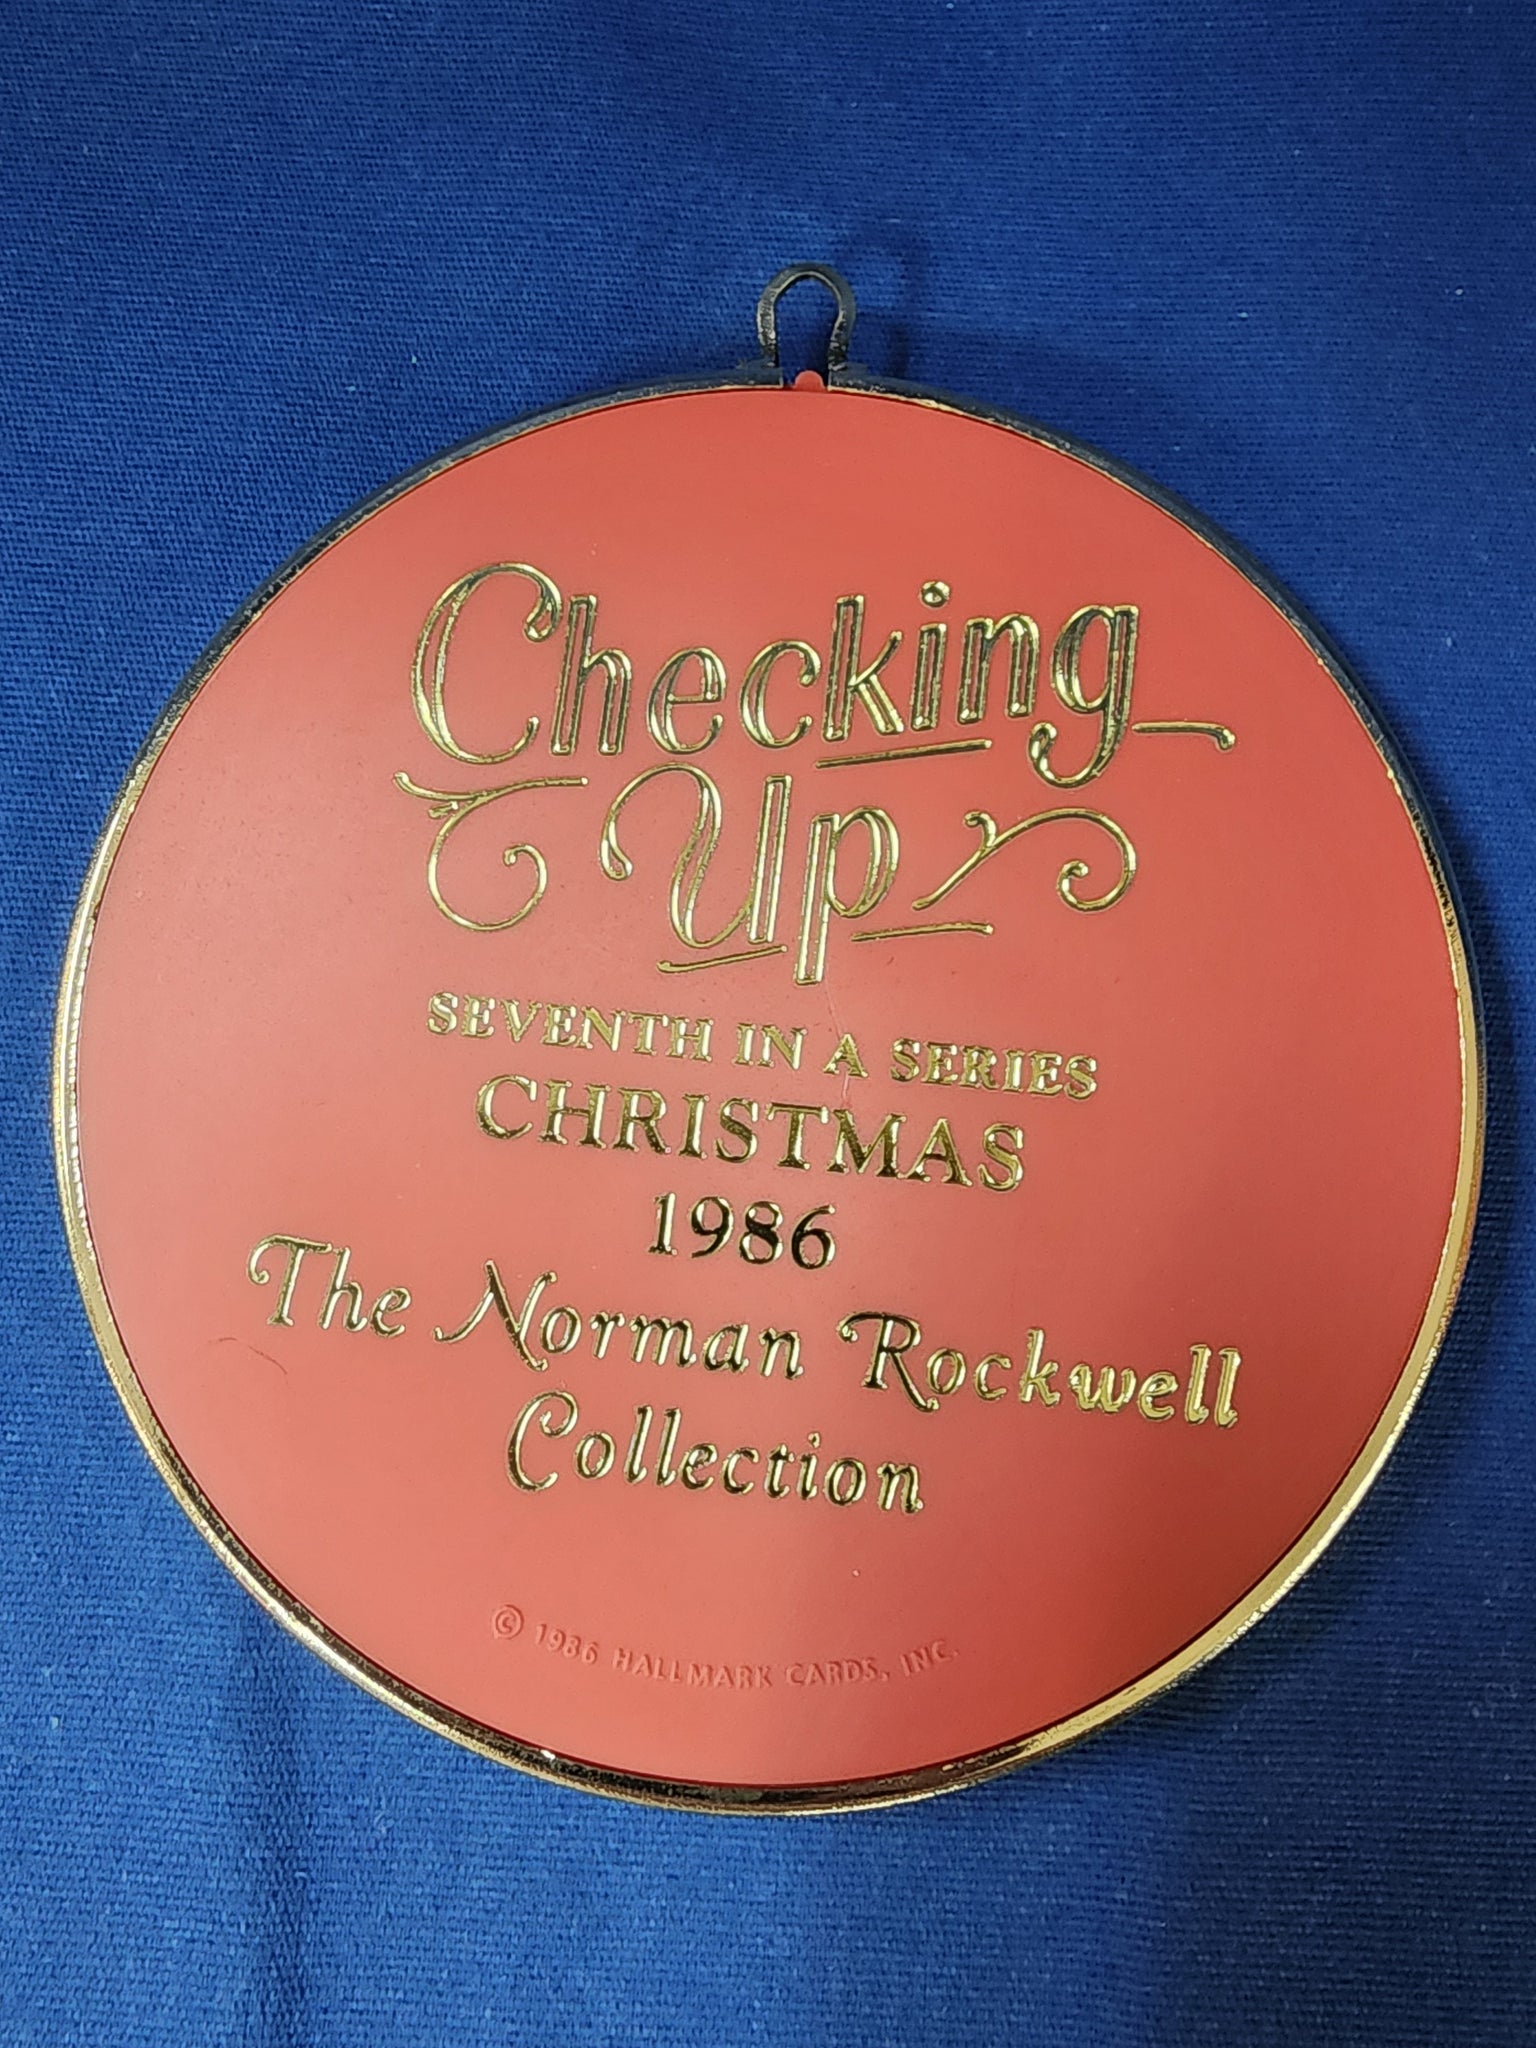 Checking
Up
SEVENTH IN A SERIES
CHRISTMAS
1986
The Norman Rockwell
Collection
© 1986 HALLMARK CARDS, INC.